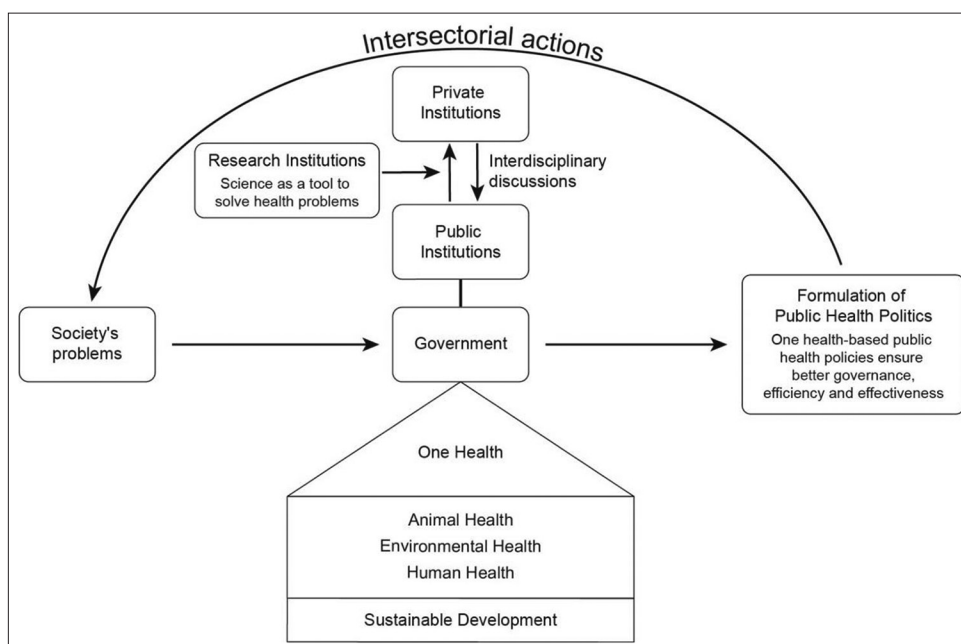 Intersectorial actions
Private
Institutions
Research Institutions
Science as a tool to
solve health problems
Interdisciplinary
discussions
Public
Institutions
Society's
problems
Government
Formulation of
Public Health Politics
One health-based public
health policies ensure
better governance,
efficiency and effectiveness
One Health
Animal Health
Environmental Health
Human Health
Sustainable Development